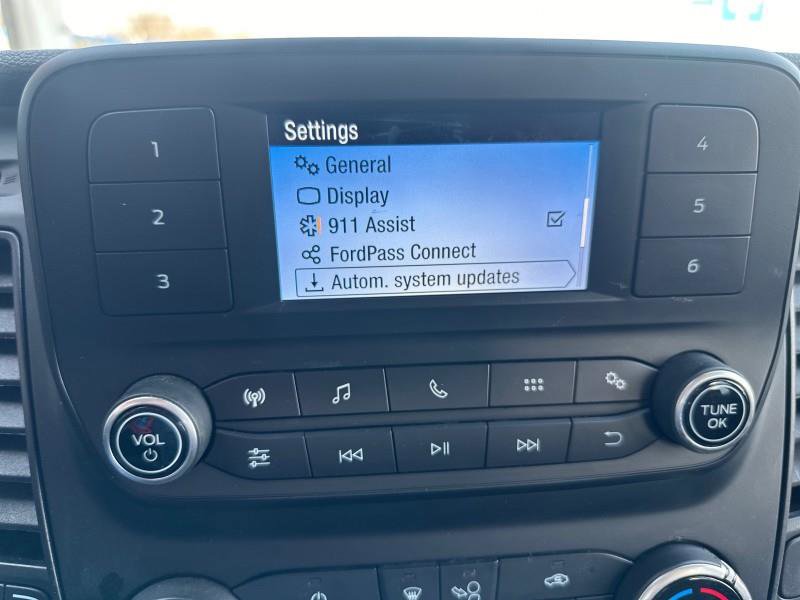 Settings
General
Display
911 Assist
FordPass Connect
Autom. system updates
1
2
3
4
5
6
VOL
TUNE
OK